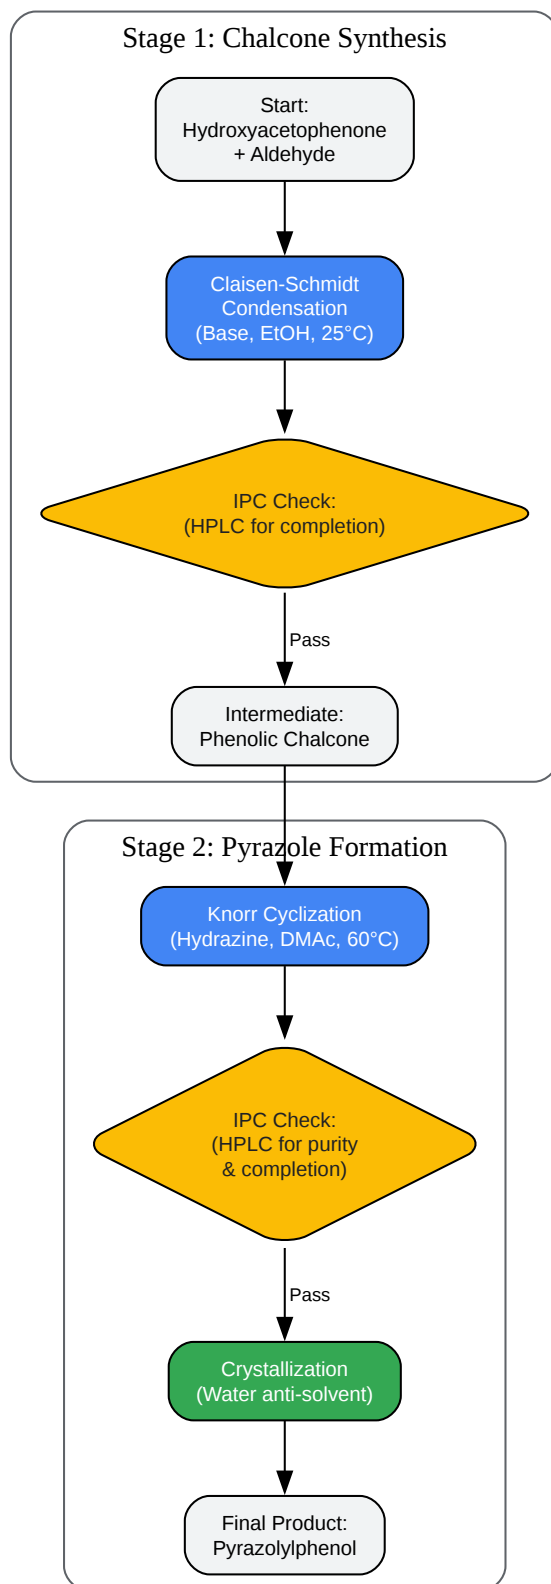 Stage 1: Chalcone Synthesis
Start:
Hydroxyacetophenone
+ Aldehyde
Claisen-Schmidt
Condensation
(Base, EtOH, 25°C)
IPC Check:
(HPLC for completion)
Pass
Intermediate:
Phenolic Chalcone
Stage 2: Pyrazole Formation
Knorr Cyclization
(Hydrazine, DMAc, 60°C)
IPC Check:
(HPLC for purity
& completion)
Pass
Crystallization
(Water anti-solvent)
Final Product:
Pyrazolylphenol